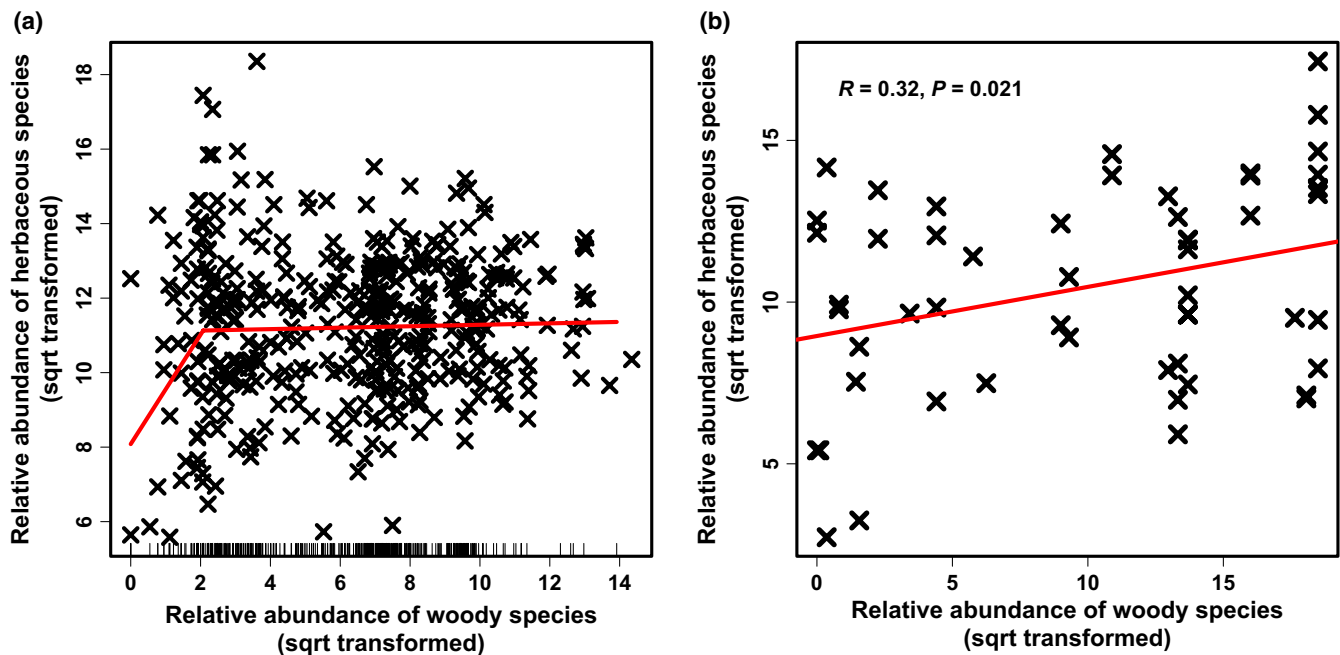 (a)
Relative abundance of herbaceous species
(sqrt transformed)
18
16
14
12
10
8
6
0 2 4 6 8 10 12 14
Relative abundance of woody species
(sqrt transformed)
(b)
R = 0.32, P = 0.021
Relative abundance of herbaceous species
(sqrt transformed)
15
10
5
0 5 10 15
Relative abundance of woody species
(sqrt transformed)